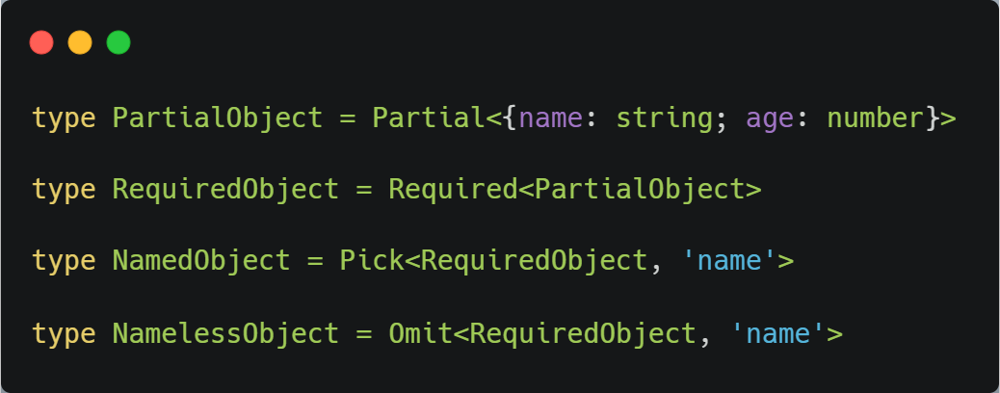 type PartialObject = Partial<{name: string; age: number}>
type RequiredObject = Required<PartialObject>
type NamedObject = Pick<RequiredObject, 'name'>
type NamelessObject = Omit<RequiredObject, 'name'>